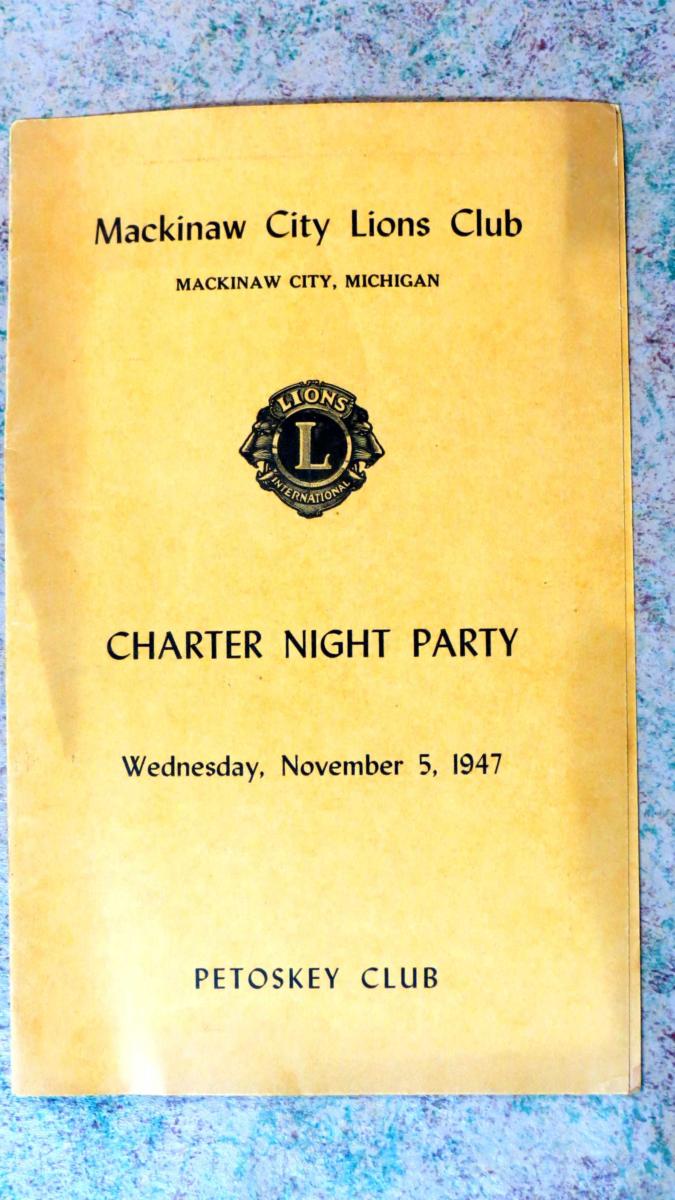 Mackinaw City Lions Club
MACKINAW CITY, MICHIGAN
LIONS
L
INTERNATIONAL
CHARTER NIGHT PARTY
Wednesday, November 5, 1947
PETOSKEY CLUB